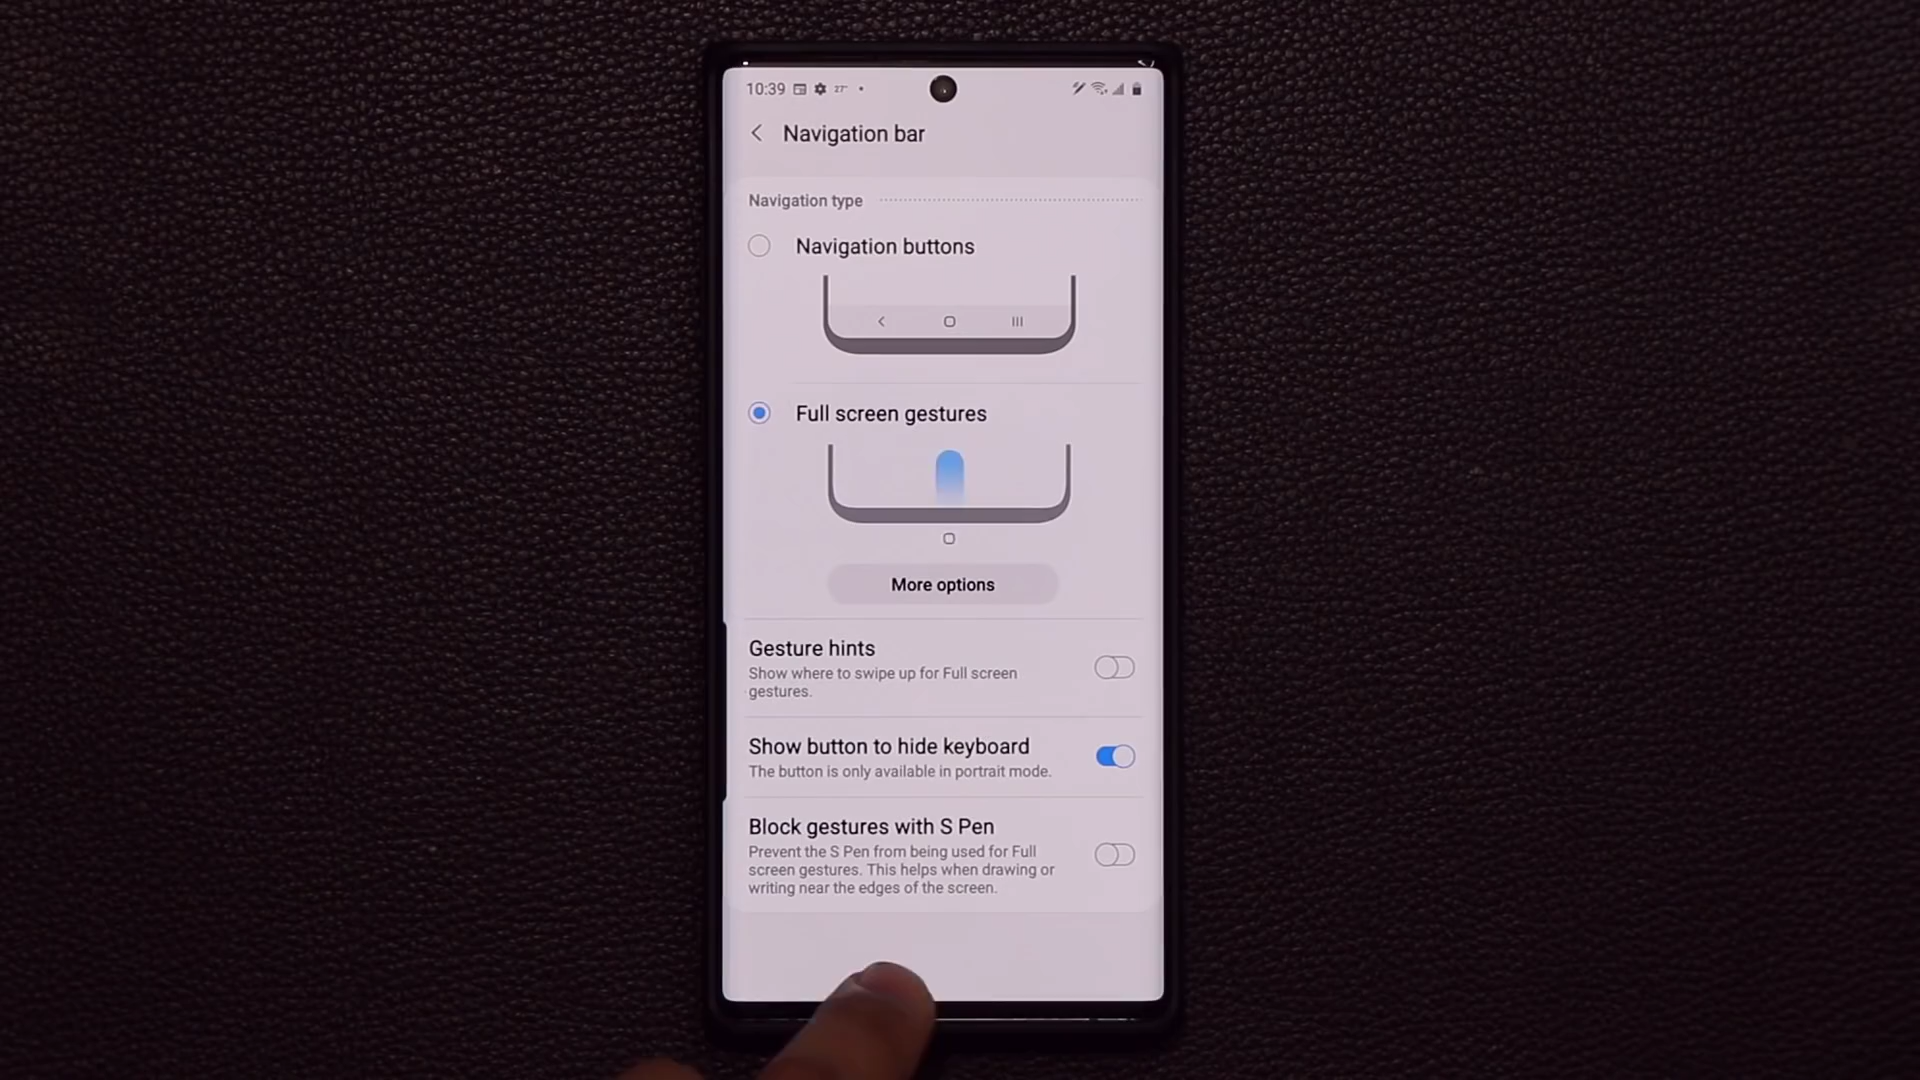 10:39 27°
Navigation bar
Navigation type
Navigation buttons
Full screen gestures
More options
Gesture hints
Show where to swipe up for Full screen
gestures.
Show button to hide keyboard
The button is only available in portrait mode.
Block gestures with S Pen
Prevent the S Pen from being used for Full
screen gestures. This helps when drawing or
writing near the edges of the screen.